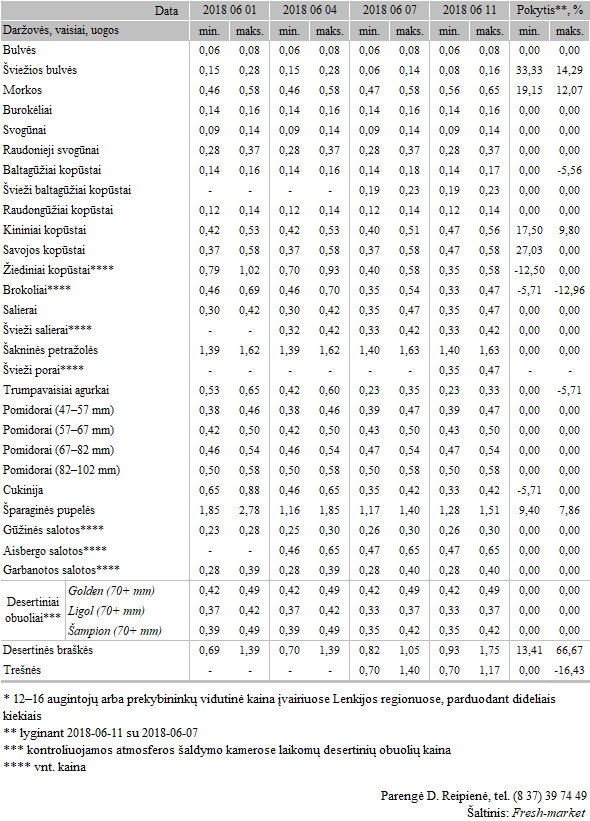 Data 2018 06 01 2018 06 04 2018 06 07 2018 06 11 Pokytis**, %
Daržovės, vaisiai, uogos min. maks. min. maks. min. maks. min. maks. min. maks.
Bulvės 0,06 0,08 0,06 0,08 0,06 0,08 0,06 0,08 0,00 0,00
Šviežios bulvės 0,15 0,28 0,15 0,28 0,06 0,14 0,08 0,16 33,33 14,29
Morkos 0,46 0,58 0,46 0,58 0,47 0,58 0,56 0,65 19,15 12,07
Burokėliai 0,14 0,16 0,14 0,16 0,14 0,16 0,14 0,16 0,00 0,00
Svogūnai 0,09 0,14 0,09 0,14 0,09 0,14 0,09 0,14 0,00 0,00
Raudonieji svogūnai 0,28 0,37 0,28 0,37 0,28 0,37 0,28 0,37 0,00 0,00
Baltagūžiai kopūstai 0,14 0,16 0,14 0,16 0,14 0,18 0,14 0,17 0,00 -5,56
Švieži baltagūžiai kopūstai - - - - 0,19 0,23 0,19 0,23 0,00 0,00
Raudongūžiai kopūstai 0,12 0,14 0,12 0,14 0,12 0,14 0,12 0,14 0,00 0,00
Kininiai kopūstai 0,42 0,53 0,42 0,53 0,40 0,51 0,47 0,56 17,50 9,80
Savojos kopūstai 0,37 0,58 0,37 0,58 0,37 0,58 0,47 0,58 27,03 0,00
Žiediniai kopūstai**** 0,79 1,02 0,70 0,93 0,40 0,58 0,35 0,58 -12,50 0,00
Brokoliai**** 0,46 0,69 0,46 0,70 0,35 0,54 0,33 0,47 -5,71 -12,96
Salierai 0,30 0,42 0,30 0,42 0,35 0,47 0,35 0,47 0,00 0,00
Švieži salierai**** - - 0,32 0,42 0,33 0,42 0,33 0,42 0,00 0,00
Šakninės petražolės 1,39 1,62 1,39 1,62 1,40 1,63 1,40 1,63 0,00 0,00
Švieži porai**** - - - - - - 0,35 0,47 - -
Trumpavaisiai agurkai 0,53 0,65 0,42 0,60 0,23 0,35 0,23 0,33 0,00 -5,71
Pomidorai (47–57 mm) 0,38 0,46 0,38 0,46 0,39 0,47 0,39 0,47 0,00 0,00
Pomidorai (57–67 mm) 0,42 0,50 0,42 0,50 0,43 0,50 0,43 0,50 0,00 0,00
Pomidorai (67–82 mm) 0,46 0,54 0,46 0,54 0,47 0,54 0,47 0,54 0,00 0,00
Pomidorai (82–102 mm) 0,50 0,58 0,50 0,58 0,50 0,58 0,50 0,58 0,00 0,00
Cukinija 0,65 0,88 0,46 0,65 0,35 0,42 0,33 0,42 -5,71 0,00
Šparaginės pupelės 1,85 2,78 1,16 1,85 1,17 1,40 1,28 1,51 9,40 7,86
Gūžinės salotos**** 0,23 0,28 0,25 0,30 0,26 0,30 0,26 0,30 0,00 0,00
Aisbergo salotos**** - - 0,46 0,65 0,47 0,65 0,47 0,65 0,00 0,00
Garbanotos salotos**** 0,28 0,39 0,28 0,39 0,28 0,40 0,28 0,40 0,00 0,00
Desertiniai obuoliai*** Golden (70+ mm) 0,42 0,49 0,42 0,49 0,42 0,49 0,42 0,49 0,00 0,00
Ligol (70+ mm) 0,37 0,42 0,37 0,42 0,33 0,37 0,33 0,37 0,00 0,00
Šampion (70+ mm) 0,39 0,49 0,39 0,49 0,35 0,42 0,35 0,42 0,00 0,00
Desertinės braškės 0,69 1,39 0,70 1,39 0,82 1,05 0,93 1,75 13,41 66,67
Trešnės - - - - 0,70 1,40 0,70 1,17 0,00 -16,43
* 12–16 augintojų arba prekybininkų vidutinė kaina įvairiuose Lenkijos regionuose, parduodant dideliais
kiekiais
** lyginant 2018-06-11 su 2018-06-07
*** kontroliuojamos atmosferos šaldymo kamerose laikomų desertinių obuolių kaina
**** vnt. kaina
Parengė D. Reipienė, tel. (8 37) 39 74 49
Šaltinis: Fresh-market